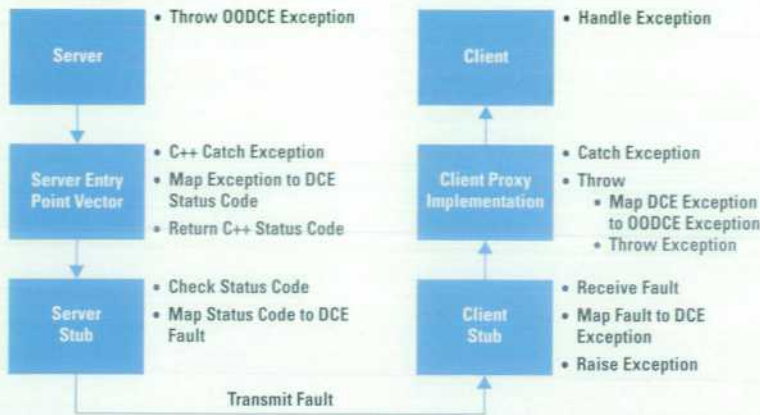 Server
• Throw OODCE Exception
Server Entry
Point Vector
• C++ Catch Exception
• Map Exception to DCE
Status Code
• Return C++ Status Code
Server
Stub
• Check Status Code
• Map Status Code to DCE
Fault
Transmit Fault
Client
• Handle Exception
Client Proxy
Implementation
• Catch Exception
• Throw
• Map DCE Exception
to OODCE Exception
• Throw Exception
Client
Stub
• Receive Fault
• Map Fault to DCE
Exception
• Raise Exception